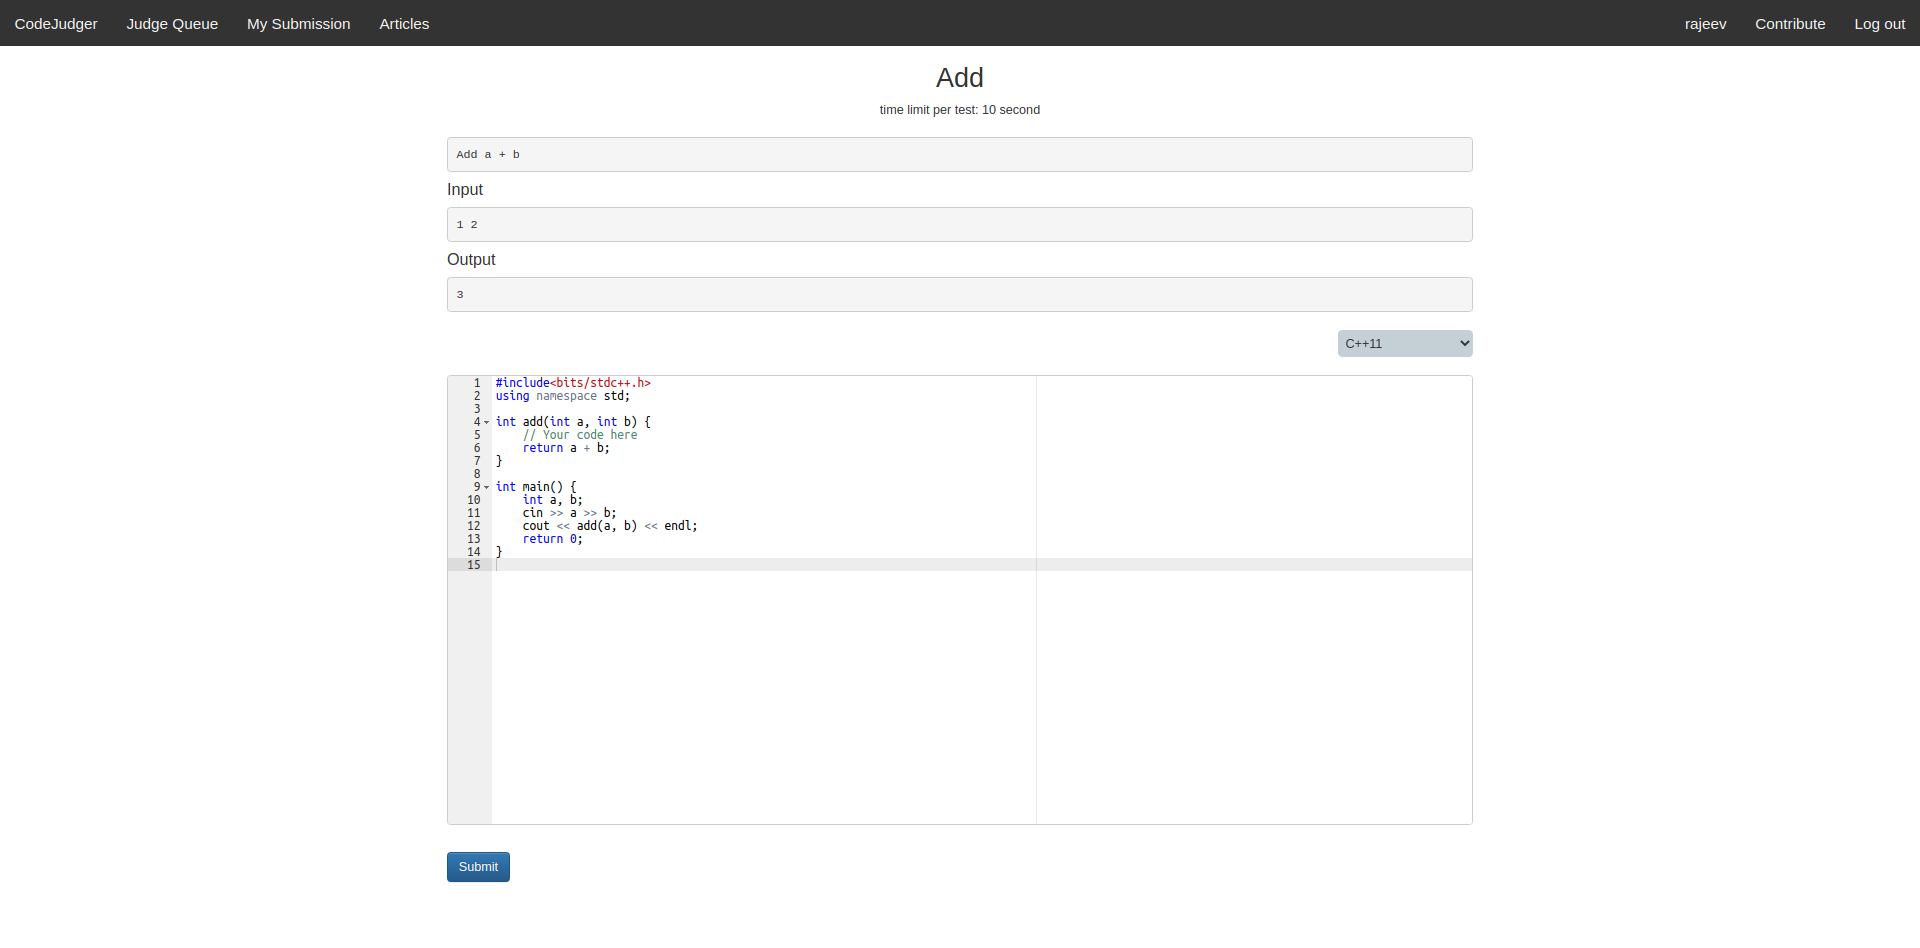 CodeJudger Judge Queue My Submission Articles rajeev Contribute Log out
Add
time limit per test: 10 second
Add a + b
Input
1 2
Output
3
C++11
1 #include<bits/stdc++.h>
2 using namespace std;
3
4 int add(int a, int b) {
5     // Your code here
6     return a + b;
7 }
8
9 int main() {
10     int a, b;
11     cin >> a >> b;
12     cout << add(a, b) << endl;
13     return 0;
14 }
15
Submit